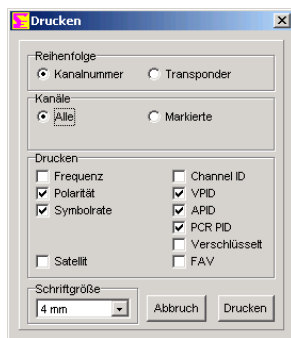 Drucken
Reihenfolge
Kanalnummer Transponder
Kanäle
Alle Markierte
Drucken
Frequenz Channel ID
Polarität VPID
Symbolrate APID
PCR PID
Verschlüsselt
Satellit FAV
Schriftgröße
4 mm Abbruch Drucken